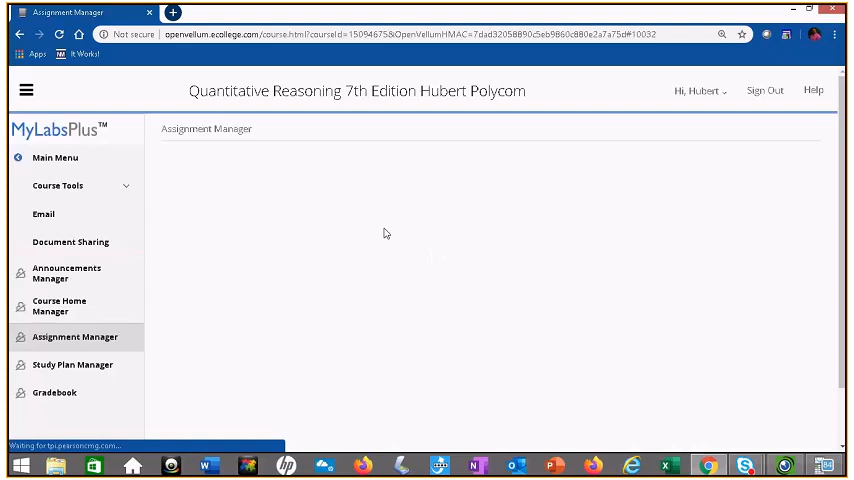 Assignment Manager
Not secure | openvellum.ecollege.com/course.html?courseId=15094675&OpenVellumHMAC=7dad32058890c5eb9860c880e2a7a75d#10032
Apps
NM It Works!
Quantitative Reasoning 7th Edition Hubert Polycom
Hi, Hubert
Sign Out
Help
MyLabsPlus™
Assignment Manager
Main Menu
Course Tools
Email
Document Sharing
Announcements
Manager
Course Home
Manager
Assignment Manager
Study Plan Manager
Gradebook
Waiting for tpi.pearsoncmg.com...